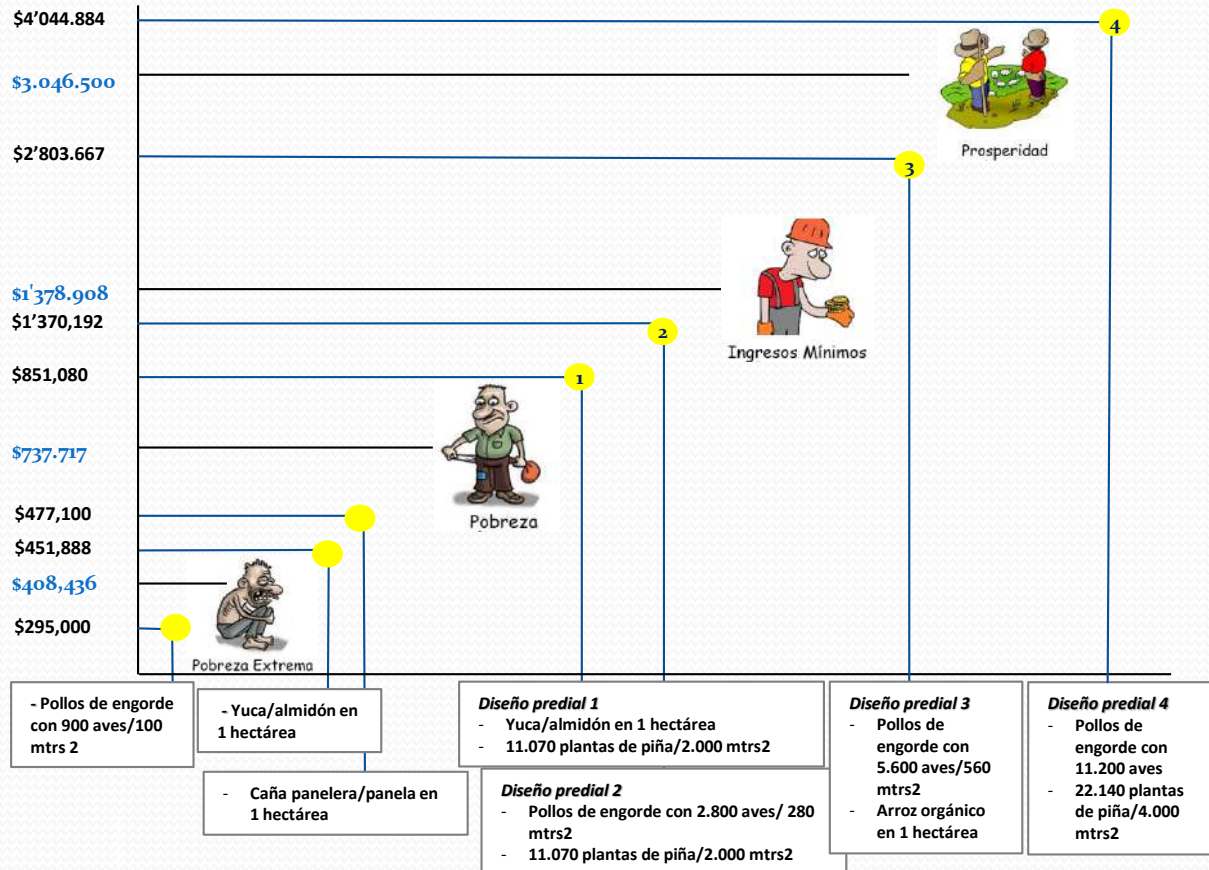 $4’044.884
$3.046.500
$2’803.667
$1'378.908
$1’370,192
$851,080
$737.717
$477,100
$451,888
$408,436
$295,000
4
Prosperidad
3
Ingresos Mínimos
2
1
Pobreza
Pobreza Extrema
- Pollos de engorde
con 900 aves/100
mtrs 2
- Yuca/almidón en
1 hectárea
- Caña panelera/panela en
1 hectárea
Diseño predial 1
- Yuca/almidón en 1 hectárea
- 11.070 plantas de piña/2.000 mtrs2
Diseño predial 2
- Pollos de engorde con 2.800 aves/ 280
mtrs2
- 11.070 plantas de piña/2.000 mtrs2
Diseño predial 3
- Pollos de
engorde con
5.600 aves/560
mtrs2
- Arroz orgánico
en 1 hectárea
Diseño predial 4
- Pollos de
engorde con
11.200 aves
- 22.140 plantas
de piña/4.000
mtrs2